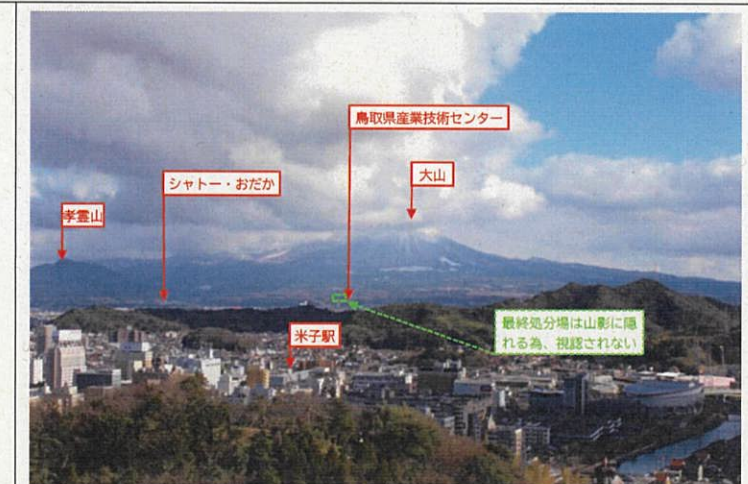 鳥取県産業技術センター
大山
シャトー・おだか
孝霊山
米子駅
最終処分場は山影に隠
れる為、視認されない